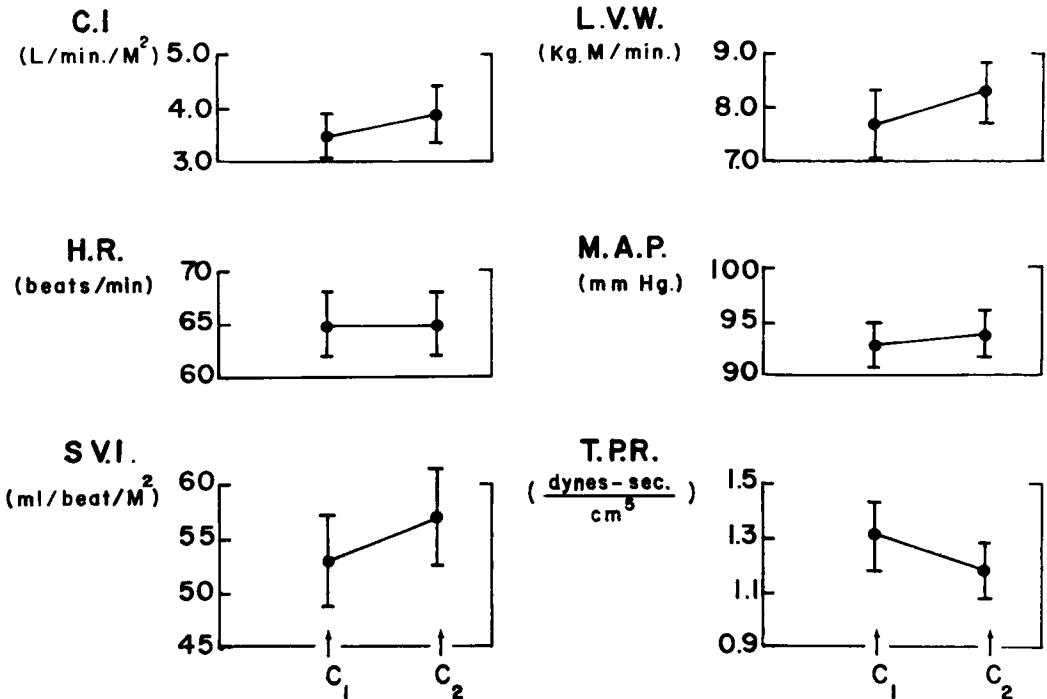 C.I
(L/min./M²)
5.0
4.0
3.0
L.V.W.
(Kg.M/min.)
9.0
8.0
7.0
H.R.
(beats/min)
70
65
60
M.A.P.
(mm Hg.)
100
95
90
S V.I.
(ml/beat/M²)
60
55
50
45
C₁
C₂
T.P.R.
(dynes-sec.
cm⁵)
1.5
1.3
1.1
0.9
C₁
C₂